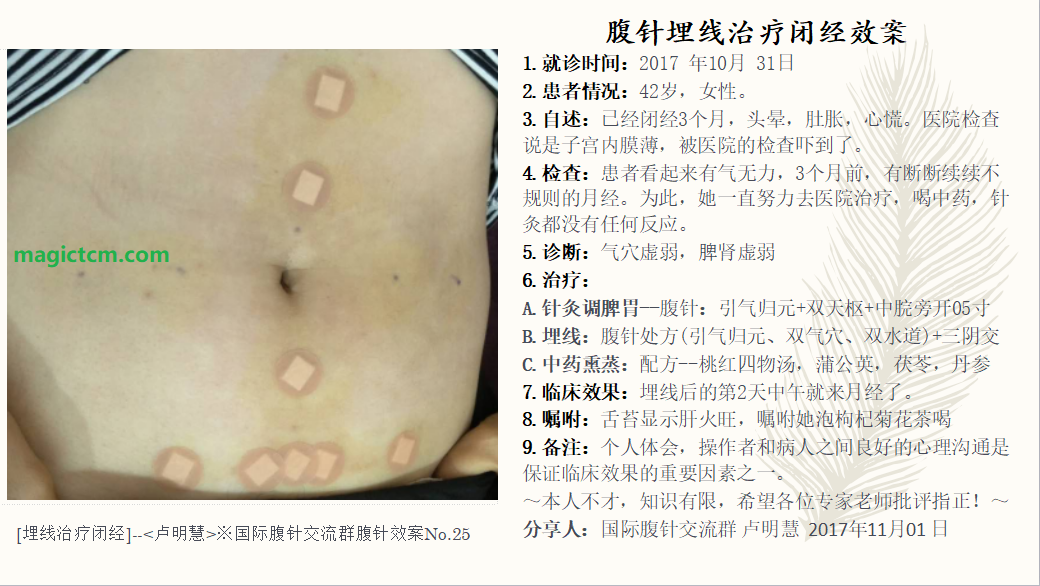 腹针埋线治疗闭经效案
1. 就诊时间：2017 年10月 31日
2. 患者情况：42岁，女性。
3. 自述：已经闭经3个月，头晕，肚胀，心慌。医院检查
说是子宫内膜薄，被医院的检查吓到了。
4. 检查：患者看起来有气无力，3个月前，有断断续续不
规则的月经。为此，她一直努力去医院治疗，喝中药，针
灸都没有任何反应。
5. 诊断：气穴虚弱，脾肾虚弱
6. 治疗：
A. 针灸调脾胃--腹针：引气归元+双天枢+中脘旁开05寸
B. 埋线：腹针处方(引气归元、双气穴、双水道)+三阴交
C. 中药熏蒸：配方--桃红四物汤，蒲公英，茯苓，丹参
7. 临床效果：埋线后的第2天中午就来月经了。
8. 嘱咐：舌苔显示肝火旺，嘱咐她泡枸杞菊花茶喝
9. 备注：个人体会，操作者和病人之间良好的心理沟通是
保证临床效果的重要因素之一。
～本人不才，知识有限，希望各位专家老师批评指正！～
分享人：国际腹针交流群 卢明慧 2017年11月01 日
magictcm.com
[埋线治疗闭经]--<卢明慧>※国际腹针交流群腹针效案No.25